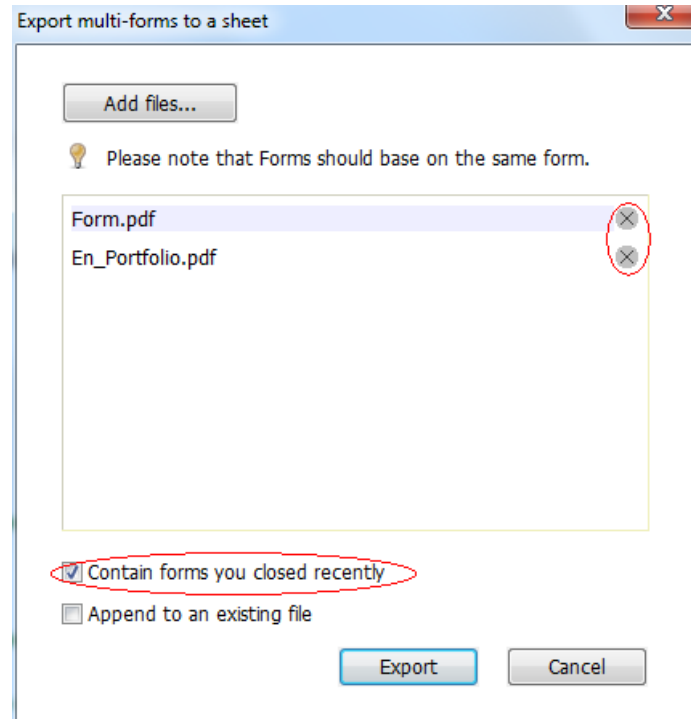 Export multi-forms to a sheet
Add files...
Please note that Forms should base on the same form.
Form.pdf
En_Portfolio.pdf
Contain forms you closed recently
Append to an existing file
Export Cancel